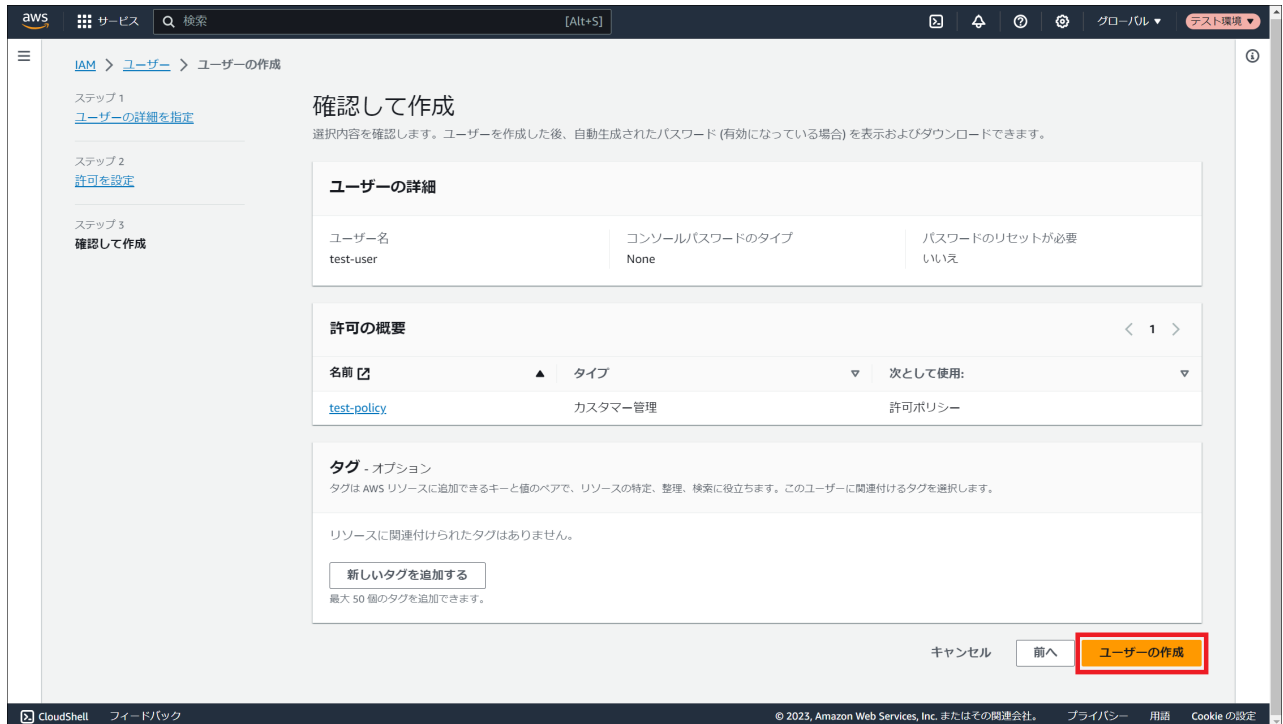 aws サービス 検索 [Alt+S] グローバル ▼ テスト環境 ▼
IAM > ユーザー > ユーザーの作成
ステップ 1
ユーザーの詳細を指定
ステップ 2
許可を設定
ステップ 3
確認して作成
確認して作成
選択内容を確認します。ユーザーを作成した後、自動生成されたパスワード (有効になっている場合) を表示およびダウンロードできます。
ユーザーの詳細
ユーザー名 コンソールパスワードのタイプ パスワードのリセットが必要
test-user None いいえ
許可の概要 < 1 >
名前 ▲ タイプ ▽ 次として使用: ▽
test-policy カスタマー管理 許可ポリシー
タグ - オプション
タグは AWS リソースに追加できるキーと値のペアで、リソースの特定、整理、検索に役立ちます。このユーザーに関連付けるタグを選択します。
リソースに関連付けられたタグはありません。
新しいタグを追加する
最大 50 個のタグを追加できます。
キャンセル 前へ ユーザーの作成
CloudShell フィードバック © 2023, Amazon Web Services, Inc. またはその関連会社。 プライバシー 用語 Cookie の設定